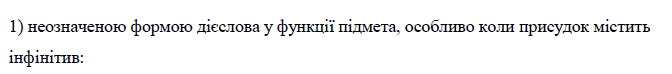 1) неозначеною формою дієслова у функції підмета, особливо коли присудок містить
інфінітив: